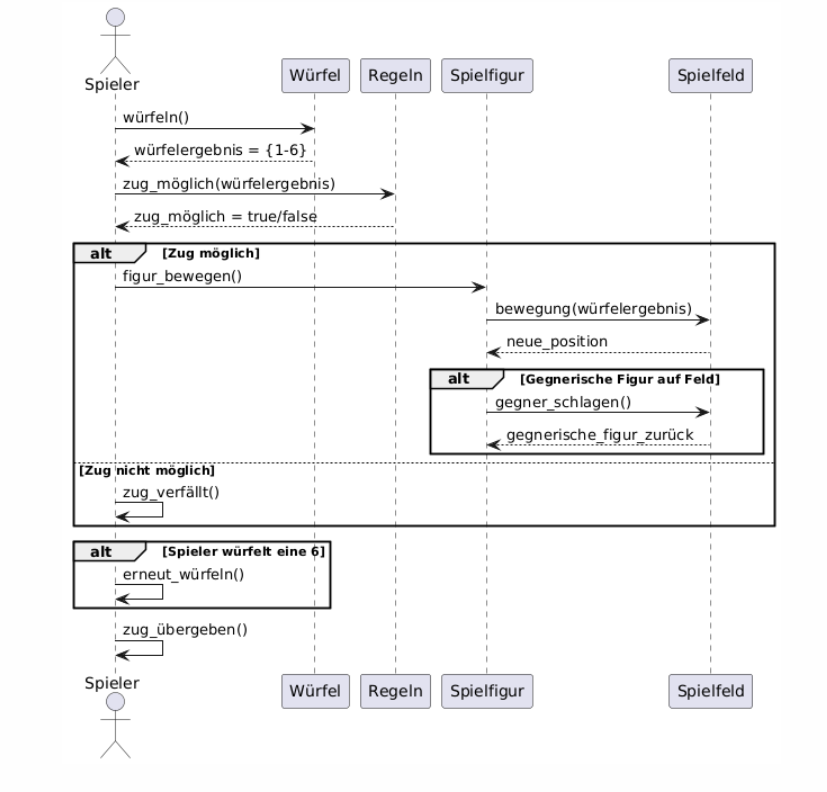 Spieler
Würfel
Regeln
Spielfigur
Spielfeld
würfeln()
würfelergebnis = {1-6}
zug_möglich(würfelergebnis)
zug_möglich = true/false
alt [Zug möglich]
figur_bewegen()
bewegung(würfelergebnis)
neue_position
alt [Gegnerische Figur auf Feld]
gegner_schlagen()
gegnerische_figur_zurück
[Zug nicht möglich]
zug_verfällt()
alt [Spieler würfelt eine 6]
erneut_würfeln()
zug_übergeben()
Spieler
Würfel
Regeln
Spielfigur
Spielfeld